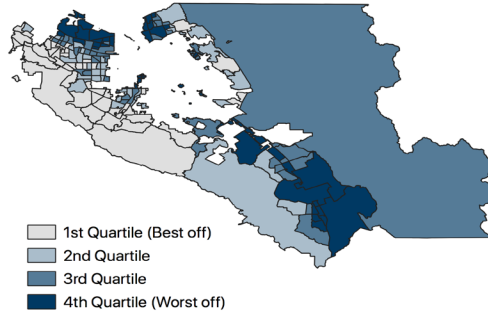 1st Quartile (Best off)
2nd Quartile
3rd Quartile
4th Quartile (Worst off)